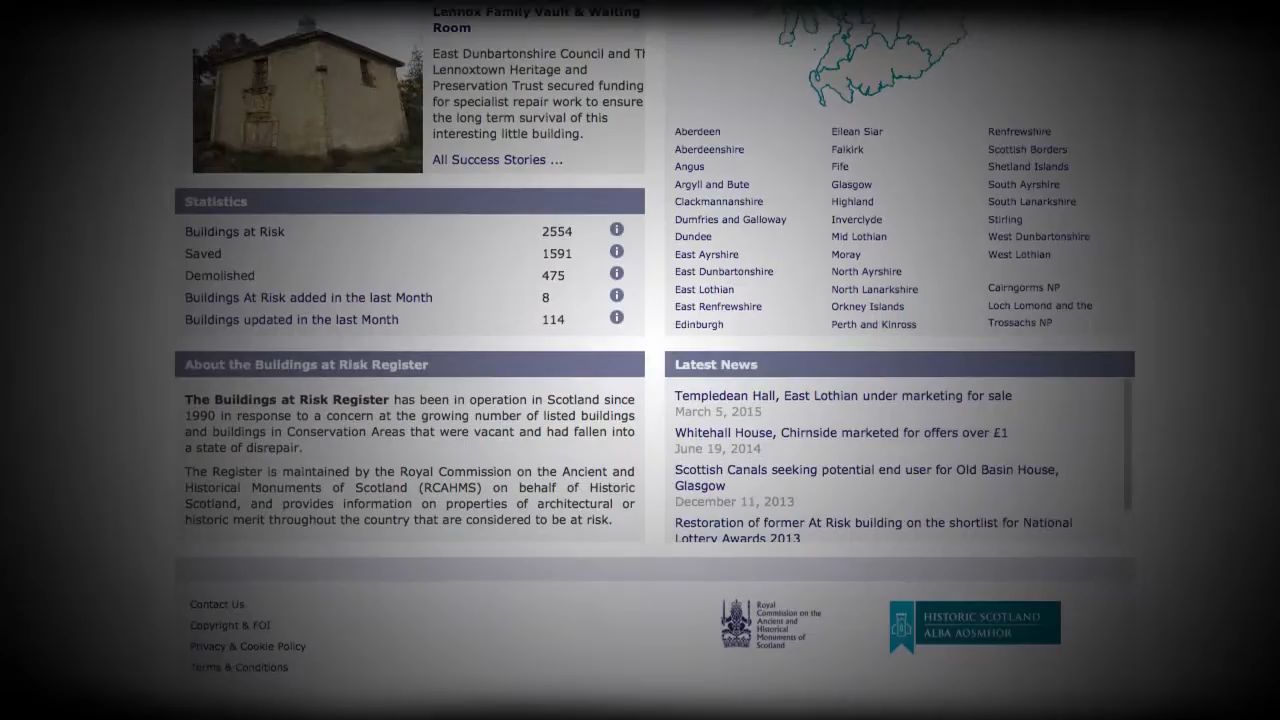 Lennox Family Vault & Waiting
Room
East Dunbartonshire Council and Th
Lennoxtown Heritage and
Preservation Trust secured funding
for specialist repair work to ensure
the long term survival of this
interesting little building.
All Success Stories ...
Statistics
Buildings at Risk 2554
Saved 1591
Demolished 475
Buildings At Risk added in the last Month 8
Buildings updated in the last Month 114
About the Buildings at Risk Register
The Buildings at Risk Register has been in operation in Scotland since
1990 in response to a concern at the growing number of listed buildings
and buildings in Conservation Areas that were vacant and had fallen into
a state of disrepair.
The Register is maintained by the Royal Commission on the Ancient and
Historical Monuments of Scotland (RCAHMS) on behalf of Historic
Scotland, and provides information on properties of architectural or
historic merit throughout the country that are considered to be at risk.
Aberdeen
Aberdeenshire
Angus
Argyll and Bute
Clackmannanshire
Dumfries and Galloway
Dundee
East Ayrshire
East Dunbartonshire
East Lothian
East Renfrewshire
Edinburgh
Eilean Siar
Falkirk
Fife
Glasgow
Highland
Inverclyde
Mid Lothian
Moray
North Ayrshire
North Lanarkshire
Orkney Islands
Perth and Kinross
Renfrewshire
Scottish Borders
Shetland Islands
South Ayrshire
South Lanarkshire
Stirling
West Dunbartonshire
West Lothian
Cairngorms NP
Loch Lomond and the
Trossachs NP
Latest News
Templedean Hall, East Lothian under marketing for sale
March 5, 2015
Whitehall House, Chirnside marketed for offers over £1
June 19, 2014
Scottish Canals seeking potential end user for Old Basin House,
Glasgow
December 11, 2013
Restoration of former At Risk building on the shortlist for National
Lottery Awards 2013
Contact Us
Copyright & FOI
Privacy & Cookie Policy
Terms & Conditions
Royal
Commission on the
Ancient and
Historical
Monuments of
Scotland
HISTORIC SCOTLAND
ALBA AOSMHOR